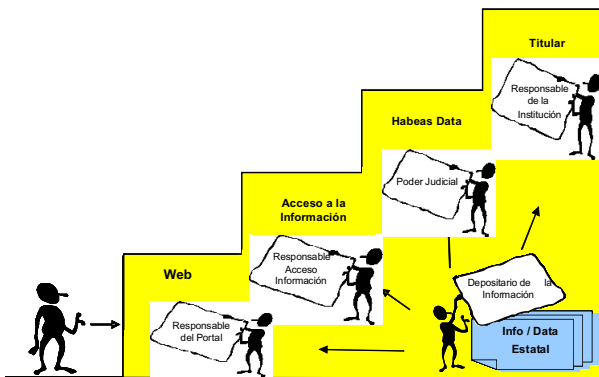 Titular
Responsable
de la
Institución
Habeas Data
Poder Judicial
Acceso a la
Información
Responsable
Acceso
Información
Web
Responsable
del Portal
Depositario de la
Información
Info / Data
Estatal